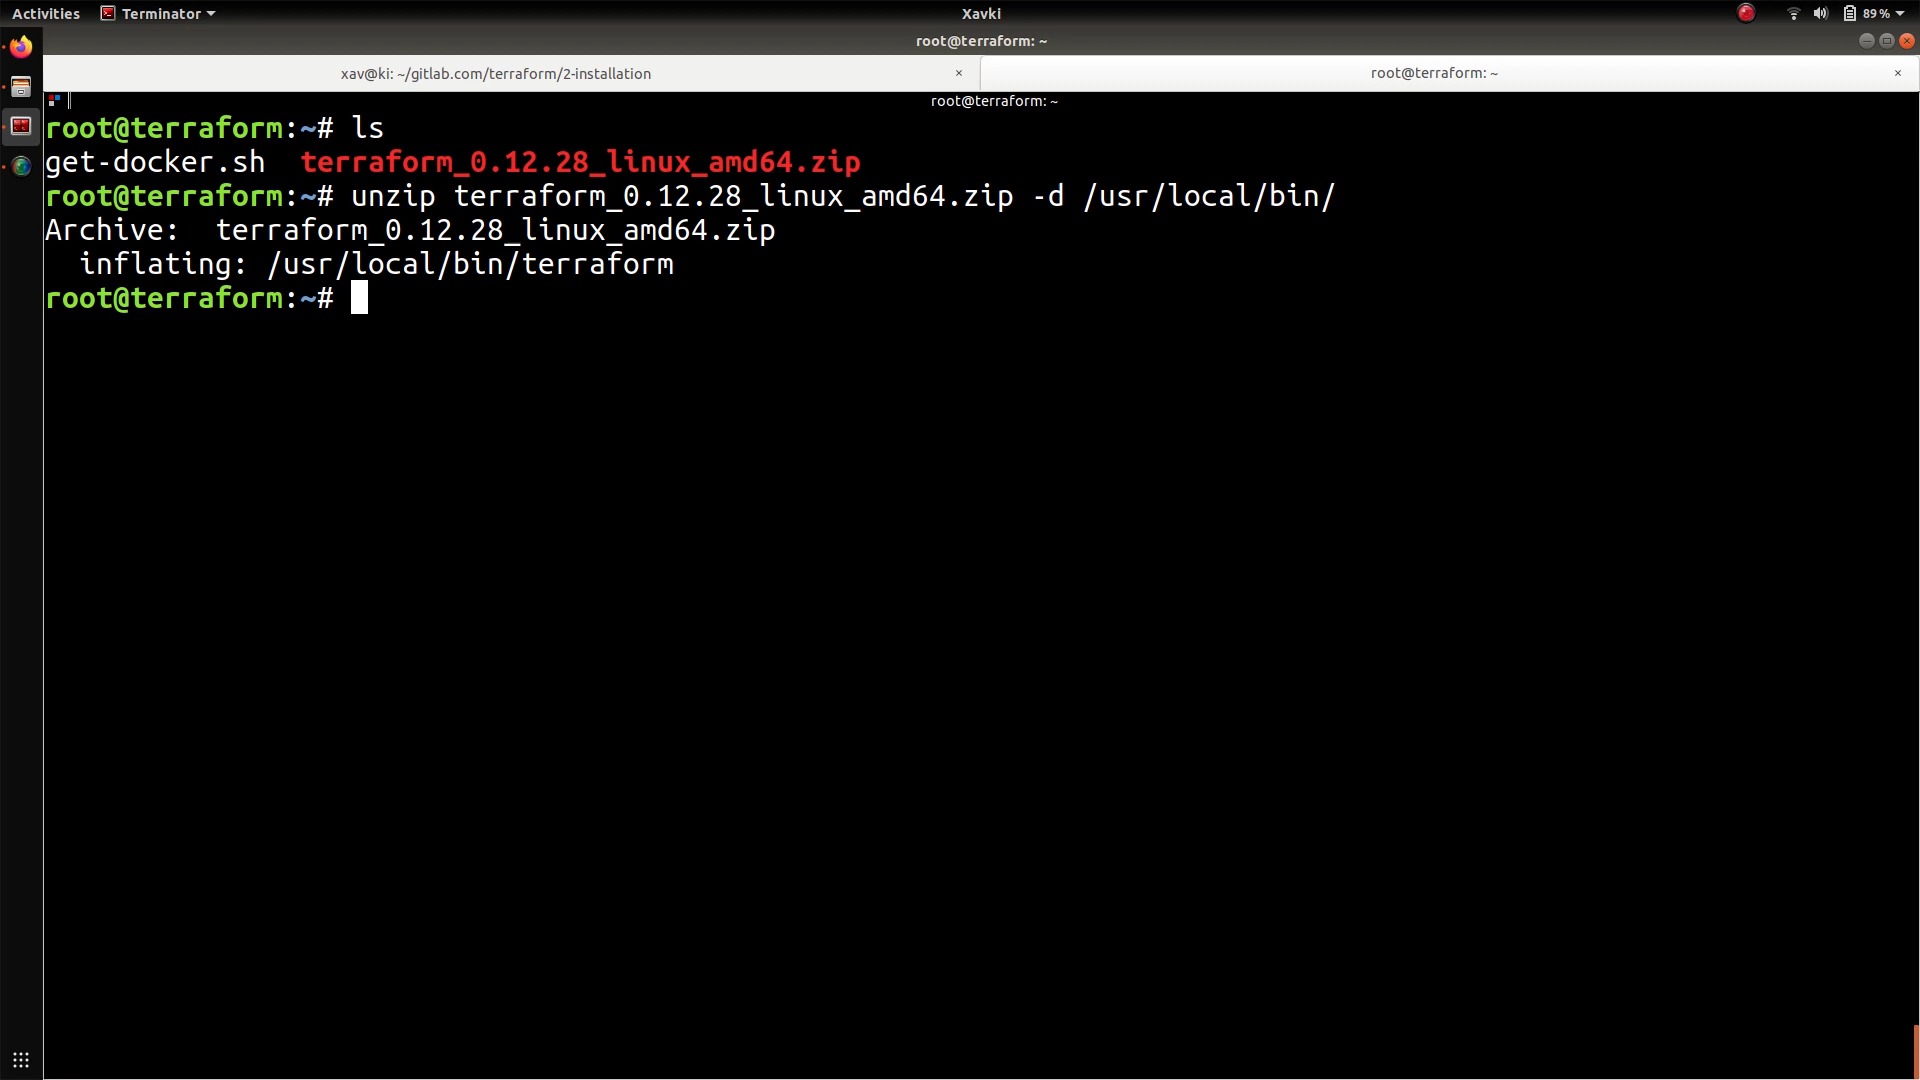 Activities Terminator Xavki 89 %
root@terraform: ~
xav@ki: ~/gitlab.com/terraform/2-installation × root@terraform: ~ ×
root@terraform: ~
root@terraform:~# ls
get-docker.sh  terraform_0.12.28_linux_amd64.zip
root@terraform:~# unzip terraform_0.12.28_linux_amd64.zip -d /usr/local/bin/
Archive:  terraform_0.12.28_linux_amd64.zip
  inflating: /usr/local/bin/terraform
root@terraform:~#